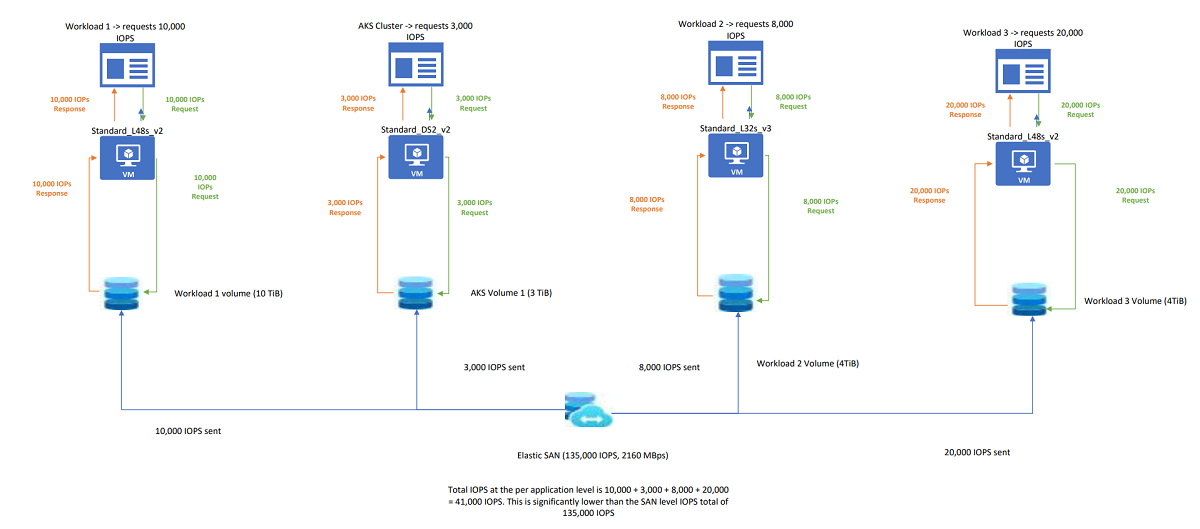 Workload 1 -> requests 10,000
IOPS
AKS Cluster -> requests 3,000
IOPS
Workload 2 -> requests 8,000
IOPS
Workload 3 -> requests 20,000
IOPS
10,000 IOPs
Response
10,000 IOPs
Request
3,000 IOPs
Response
3,000 IOPs
Request
8,000 IOPs
Response
8,000 IOPs
Request
20,000 IOPs
Response
20,000 IOPs
Request
Standard_L48s_v2
VM
Standard_DS2_v2
VM
Standard_L32s_v3
VM
Standard_L48s_v2
VM
10,000 IOPs
Response
10,000
IOPs
Request
3,000 IOPs
Response
3,000 IOPs
Request
8,000 IOPs
Response
8,000 IOPs
Request
20,000 IOPs
Response
20,000 IOPs
Request
Workload 1 volume (10 TiB)
AKS Volume 1 (3 TiB)
Workload 2 Volume (4TiB)
Workload 3 Volume (4TiB)
10,000 IOPS sent
3,000 IOPS sent
8,000 IOPS sent
20,000 IOPS sent
Elastic SAN (135,000 IOPS, 2160 MBps)
Total IOPS at the per application level is 10,000 + 3,000 + 8,000 + 20,000
= 41,000 IOPS. This is significantly lower than the SAN level IOPS total of
135,000 IOPS